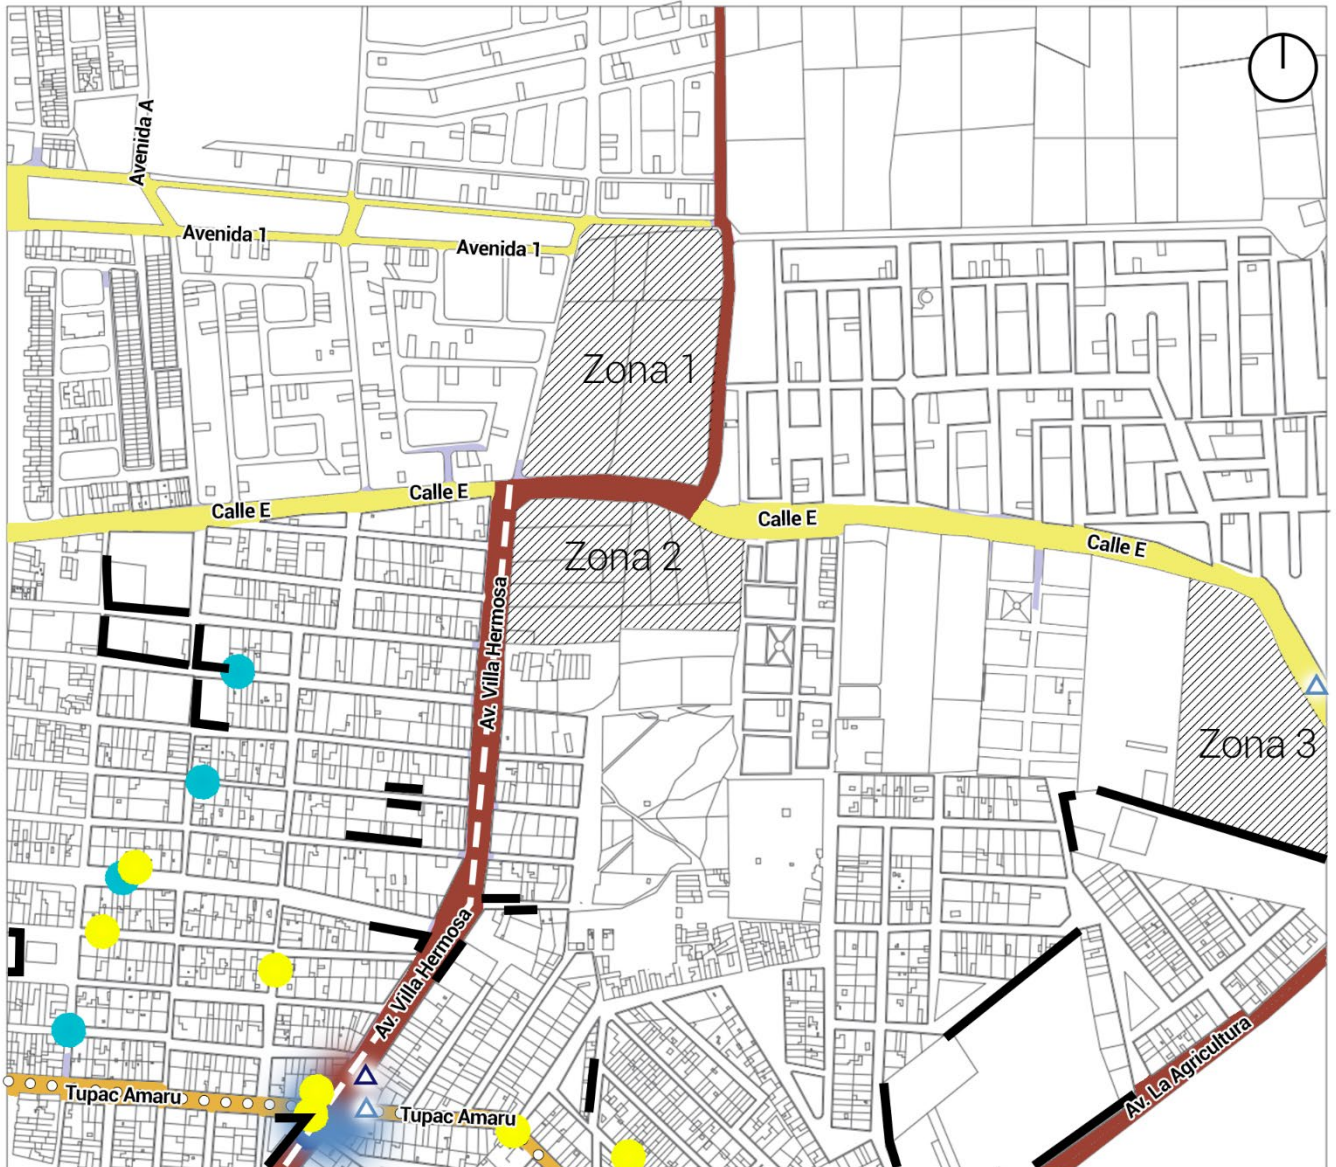 Avenida A
Avenida 1
Avenida 1
Zona 1
Calle E
Calle E
Calle E
Calle E
Zona 2
Av. Villa Hermosa
Zona 3
Av. Villa Hermosa
Av. La Agricultura
Tupac Amaru
Tupac Amaru